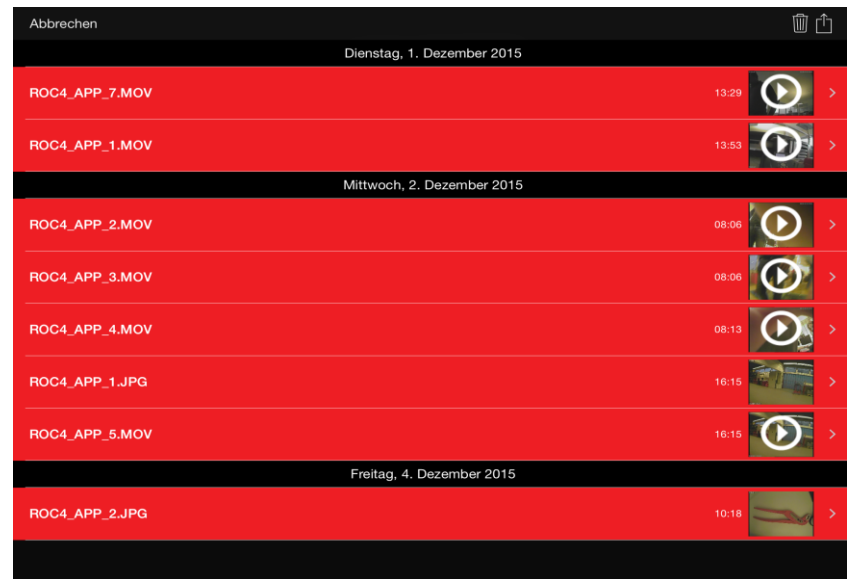 Abbrechen
Dienstag, 1. Dezember 2015
ROC4_APP_7.MOV 13:29
ROC4_APP_1.MOV 13:53
Mittwoch, 2. Dezember 2015
ROC4_APP_2.MOV 08:06
ROC4_APP_3.MOV 08:06
ROC4_APP_4.MOV 08:13
ROC4_APP_1.JPG 16:15
ROC4_APP_5.MOV 16:15
Freitag, 4. Dezember 2015
ROC4_APP_2.JPG 10:18